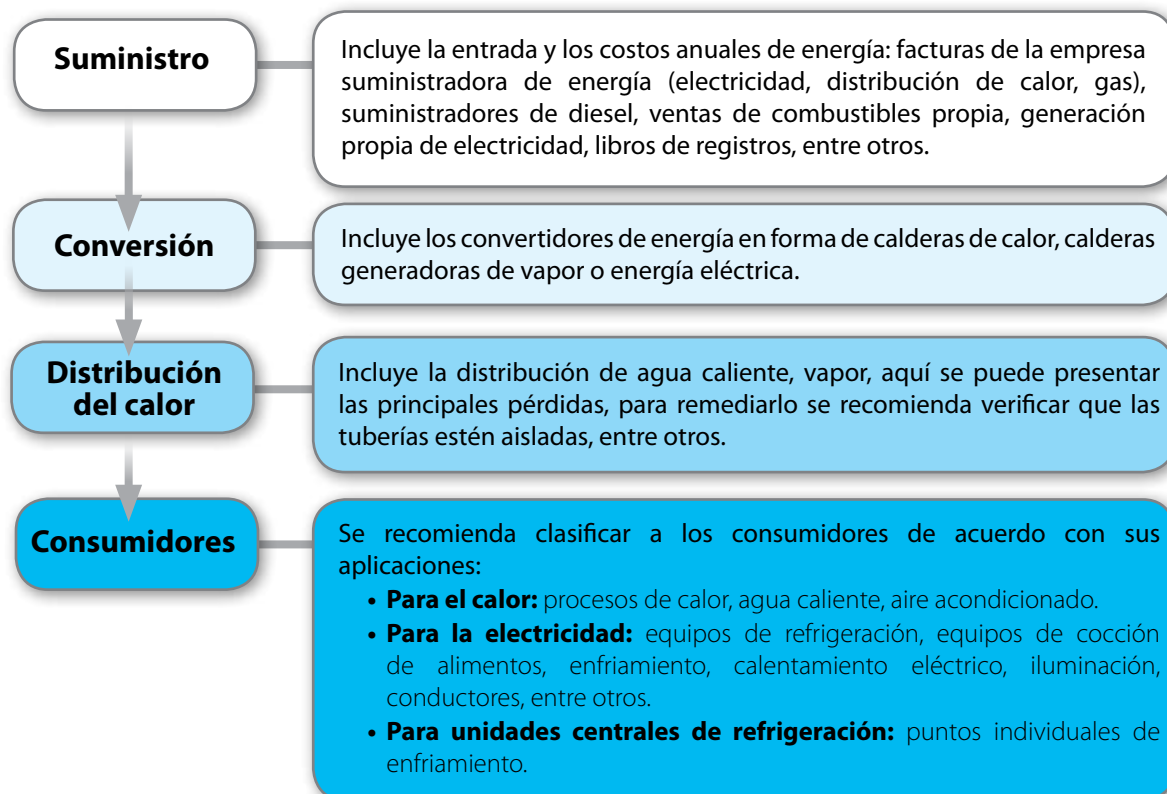 Suministro
Incluye la entrada y los costos anuales de energía: facturas de la empresa
suministradora de energía (electricidad, distribución de calor, gas),
suministradores de diesel, ventas de combustibles propia, generación
propia de electricidad, libros de registros, entre otros.
Conversión
Incluye los convertidores de energía en forma de calderas de calor, calderas
generadoras de vapor o energía eléctrica.
Distribución
del calor
Incluye la distribución de agua caliente, vapor, aquí se puede presentar
las principales pérdidas, para remediarlo se recomienda verificar que las
tuberías estén aisladas, entre otros.
Consumidores
Se recomienda clasificar a los consumidores de acuerdo con sus
aplicaciones:
• Para el calor: procesos de calor, agua caliente, aire acondicionado.
• Para la electricidad: equipos de refrigeración, equipos de cocción
de alimentos, enfriamiento, calentamiento eléctrico, iluminación,
conductores, entre otros.
• Para unidades centrales de refrigeración: puntos individuales de
enfriamiento.